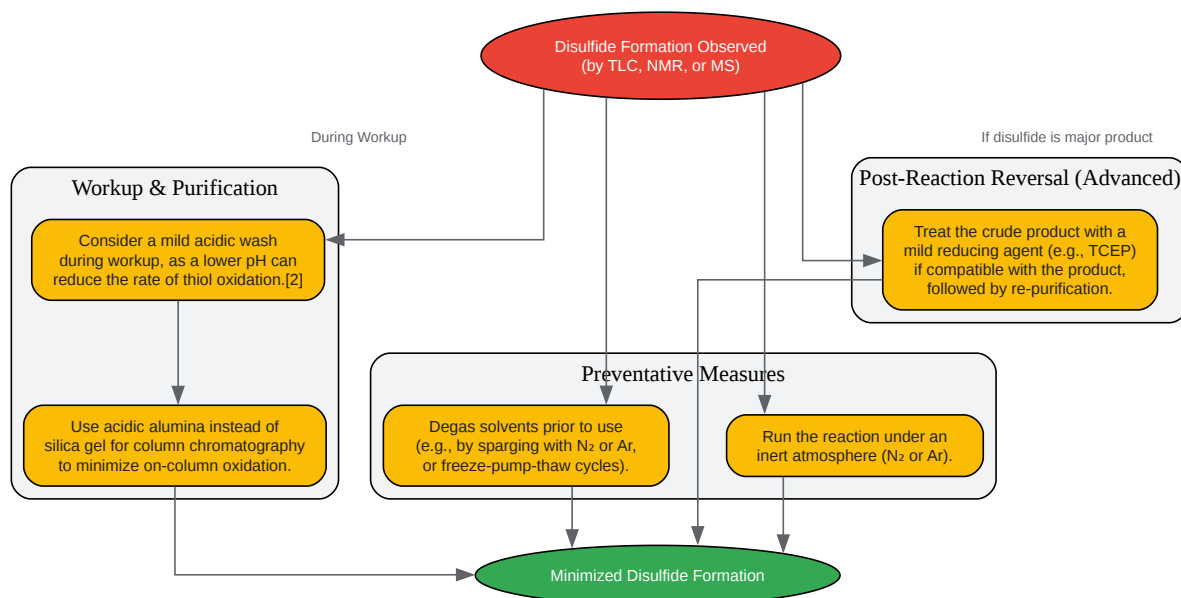 Disulfide Formation Observed
(by TLC, NMR, or MS)
During Workup
If disulfide is major product
Workup & Purification
Consider a mild acidic wash
during workup, as a lower pH can
reduce the rate of thiol oxidation.[2]
Use acidic alumina instead of
silica gel for column chromatography
to minimize on-column oxidation.
Post-Reaction Reversal (Advanced)
Treat the crude product with a
mild reducing agent (e.g., TCEP)
if compatible with the product,
followed by re-purification.
Preventative Measures
Degas solvents prior to use
(e.g., by sparging with N₂ or Ar,
or freeze-pump-thaw cycles).
Run the reaction under an
inert atmosphere (N₂ or Ar).
Minimized Disulfide Formation